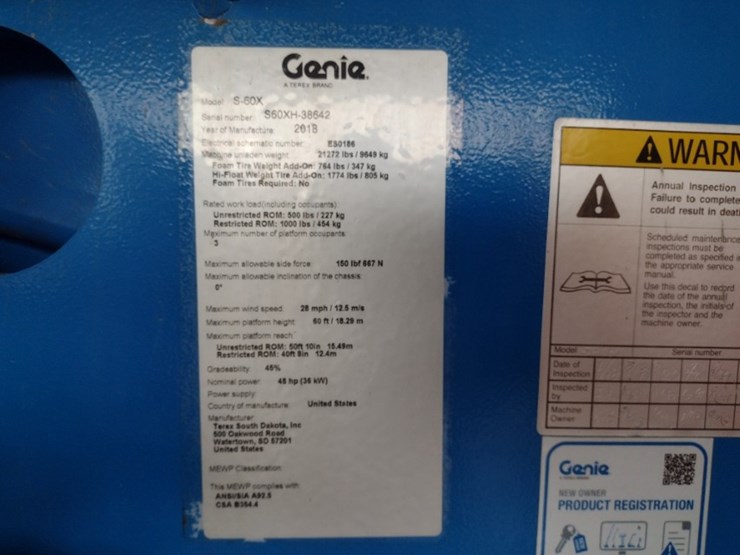 Genie.
A TEREX BRAND
Model S-60X
Serial number S60XH-38642
Year of Manufacture 2018
Electrical schematic number: ES0186
Machine unladen weight: 21272 lbs / 9649 kg
Foam Tire Weight Add-On: 764 lbs / 347 kg
Hi-Float Weight Tire Add-On: 1774 lbs / 805 kg
Foam Tires Required: No
Rated work load(including occupants):
Unrestricted ROM: 500 lbs / 227 kg
Restricted ROM: 1000 lbs / 454 kg
Maximum number of platform occupants:
3
Maximum allowable side force: 150 lbf 667 N
Maximum allowable inclination of the chassis:
0°
Maximum wind speed: 28 mph / 12.5 m/s
Maximum platform height: 60 ft / 18.29 m
Maximum platform reach:
Unrestricted ROM: 50ft 10in 15.49m
Restricted ROM: 40ft 8in 12.4m
Gradeability: 45%
Nominal power: 48 hp (36 kW)
Power supply:
Country of manufacture: United States
Manufacturer:
Terex South Dakota, Inc
500 Oakwood Road
Watertown, SD 57201
United States
MEWP Classification:
This MEWP complies with:
ANSI/SIA A92.5
CSA B354.4
WARN
Annual Inspection
Failure to complete
could result in death
Scheduled maintenance
inspections must be
completed as specified
the appropriate service
manual.
Use this decal to record
the date of the annual
inspection, the initials of
the inspector and the
machine owner.
Model Serial number
Date of
Inspection
Inspected
by
Machine
Owner
Genie
A TEREX BRAND
NEW OWNER
PRODUCT REGISTRATION